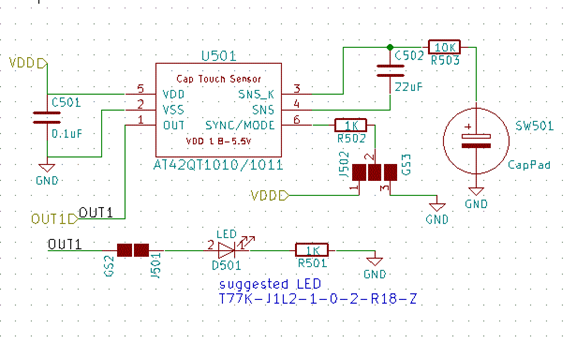 U501
VDD
Cap Touch Sensor
C502
10K
R503
C501
0.1uF
5 VDD
SNS_K 3
2 VSS
SNS 4
22uF
1 OUT
SYNC/MODE 6
1K
R502
VDD 1.8-5.5V
+
SW501
AT42QT1010/1011
CapPad
GND
J502
2
GS3
VDD
1
3
GND
GND
OUT1
OUT1
OUT1
GS2
J501
LED
2
1
D501
1K
R501
GND
suggested LED
T77K-J1L2-1-0-2-R18-Z